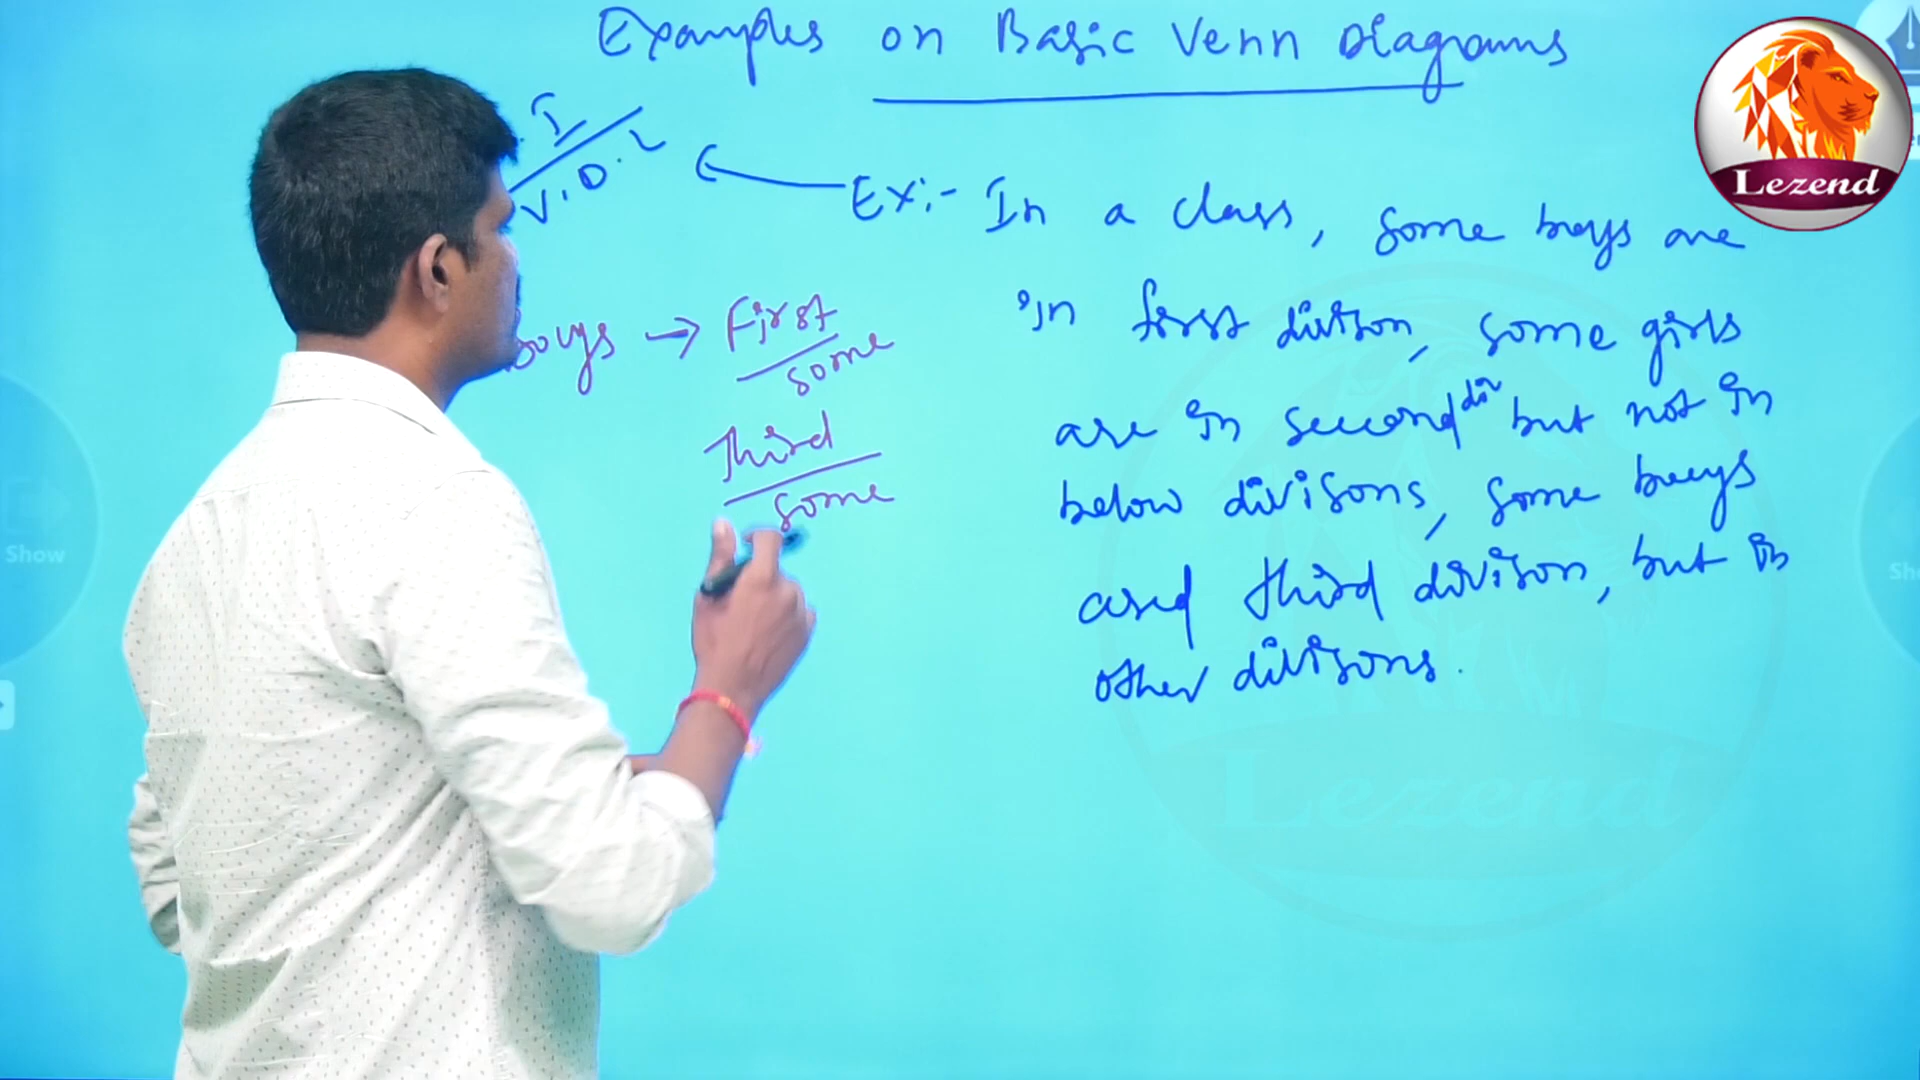 Examples on Basic Venn Diagrams
I
V.D.L
Ex:- In a class, some boys are
in first divison, some girls
are in second div but not in
below divisons, some boys
and third divison, but in
other divisons.
Boys → First
some
Third
some
Lezend
Lezend
Show